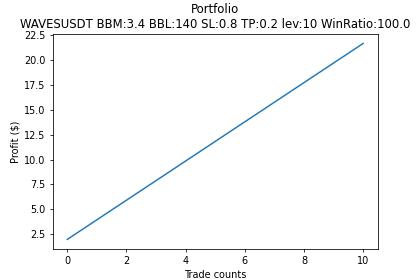 Portfolio
WAVESUSDT BBM:3.4 BBL:140 SL:0.8 TP:0.2 lev:10 WinRatio:100.0
22.5
20.0
17.5
15.0
12.5
10.0
7.5
5.0
2.5
Profit ($)
0 2 4 6 8 10
Trade counts